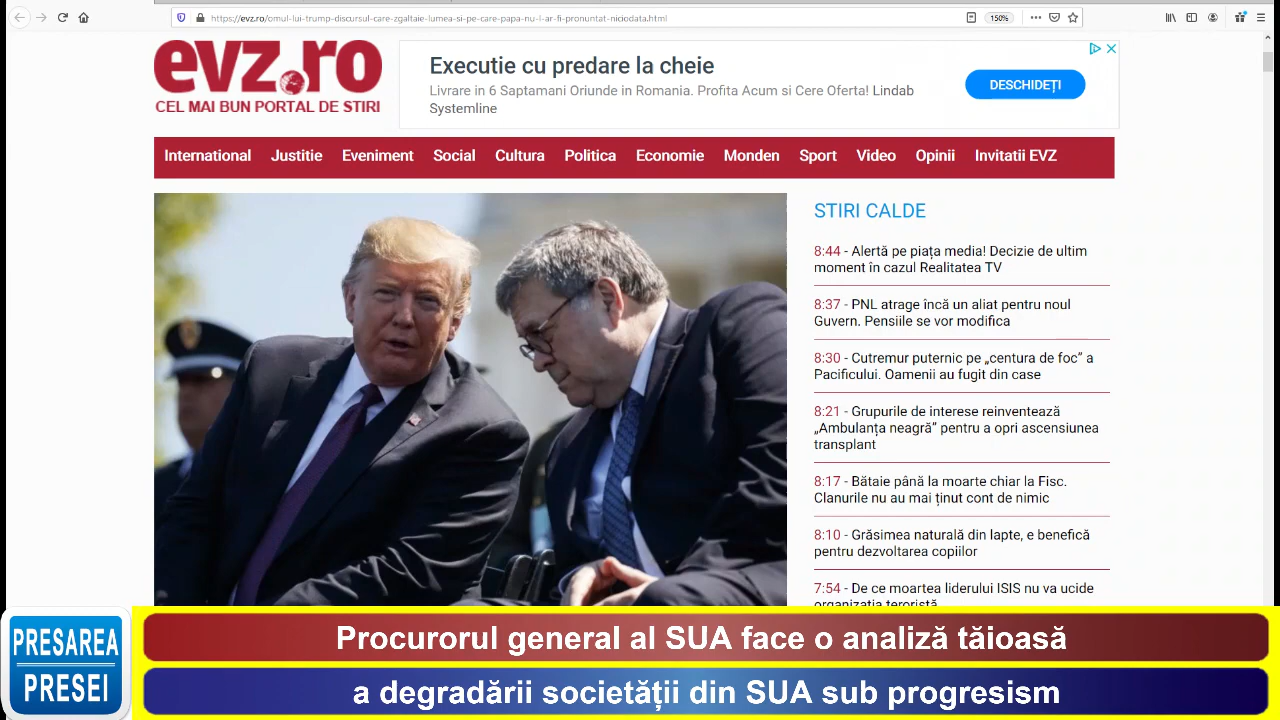 https://evz.ro/omul-lui-trump-discursul-care-zgaltaie-lumea-si-pe-care-papa-nu-l-ar-fi-pronuntat-niciodata.html
150%
evz.ro
CEL MAI BUN PORTAL DE STIRI
Executie cu predare la cheie
Livrare in 6 Saptamani Oriunde in Romania. Profita Acum si Cere Oferta! Lindab
Systemline
DESCHIDEȚI
International Justitie Eveniment Social Cultura Politica Economie Monden Sport Video Opinii Invitatii EVZ
STIRI CALDE
8:44 - Alertă pe piața media! Decizie de ultim
moment în cazul Realitatea TV
8:37 - PNL atrage încă un aliat pentru noul
Guvern. Pensiile se vor modifica
8:30 - Cutremur puternic pe „centura de foc” a
Pacificului. Oamenii au fugit din case
8:21 - Grupurile de interese reinventează
„Ambulanța neagră” pentru a opri ascensiunea
transplant
8:17 - Bătaie până la moarte chiar la Fisc.
Clanurile nu au mai ținut cont de nimic
8:10 - Grăsimea naturală din lapte, e benefică
pentru dezvoltarea copiilor
7:54 - De ce moartea liderului ISIS nu va ucide
organizația teroristă
PRESAREA
PRESEI
Procurorul general al SUA face o analiză tăioasă
a degradării societății din SUA sub progresism